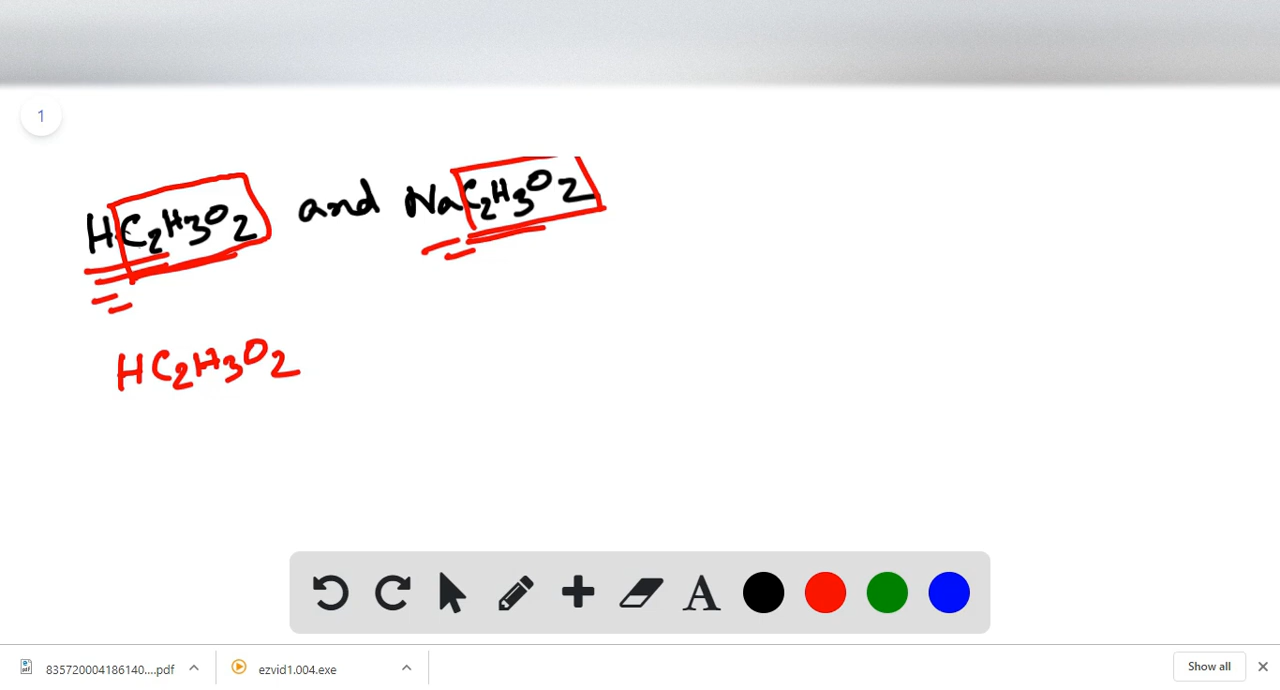 1
HC2H3O2 and NaC2H3O2
HC2H3O2
A
835720004186140....pdf
ezvid1.004.exe
Show all